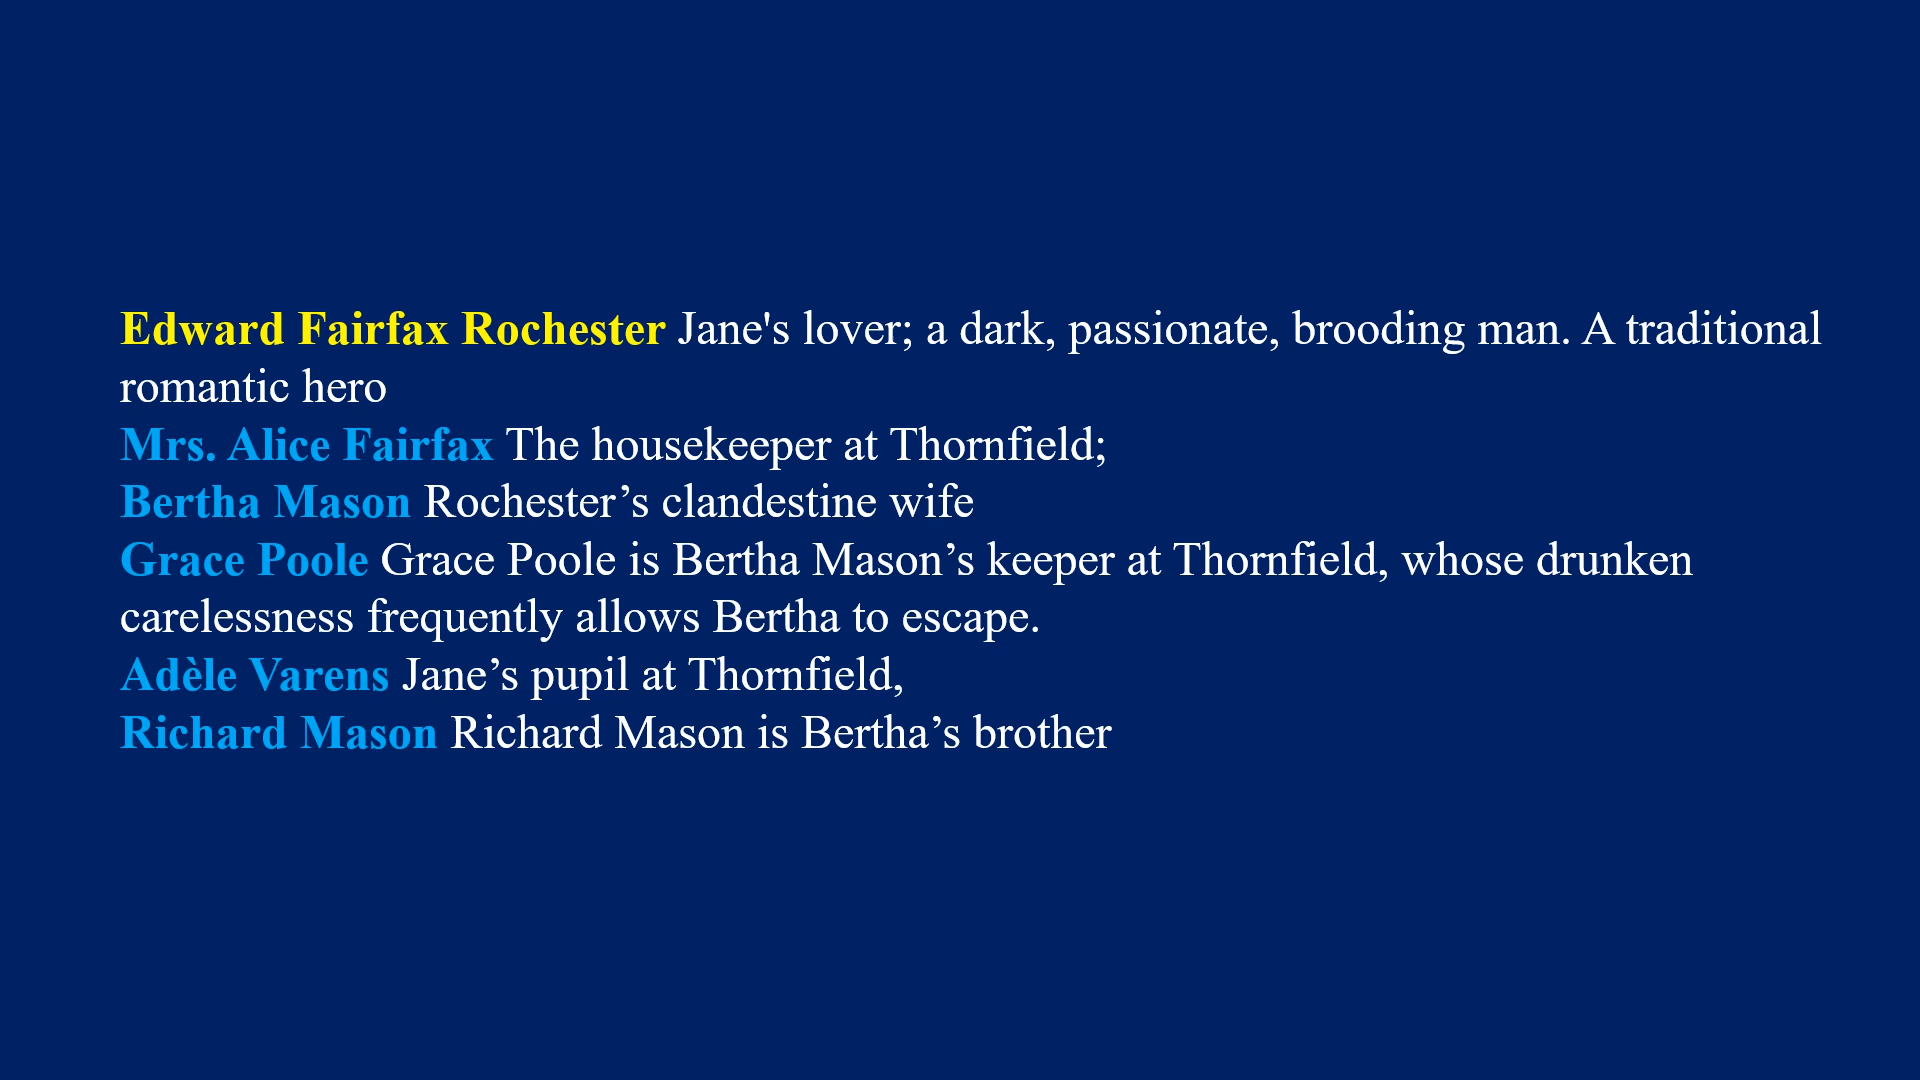 Edward Fairfax Rochester Jane's lover; a dark, passionate, brooding man. A traditional
romantic hero
Mrs. Alice Fairfax The housekeeper at Thornfield;
Bertha Mason Rochester’s clandestine wife
Grace Poole Grace Poole is Bertha Mason’s keeper at Thornfield, whose drunken
carelessness frequently allows Bertha to escape.
Adèle Varens Jane’s pupil at Thornfield,
Richard Mason Richard Mason is Bertha’s brother